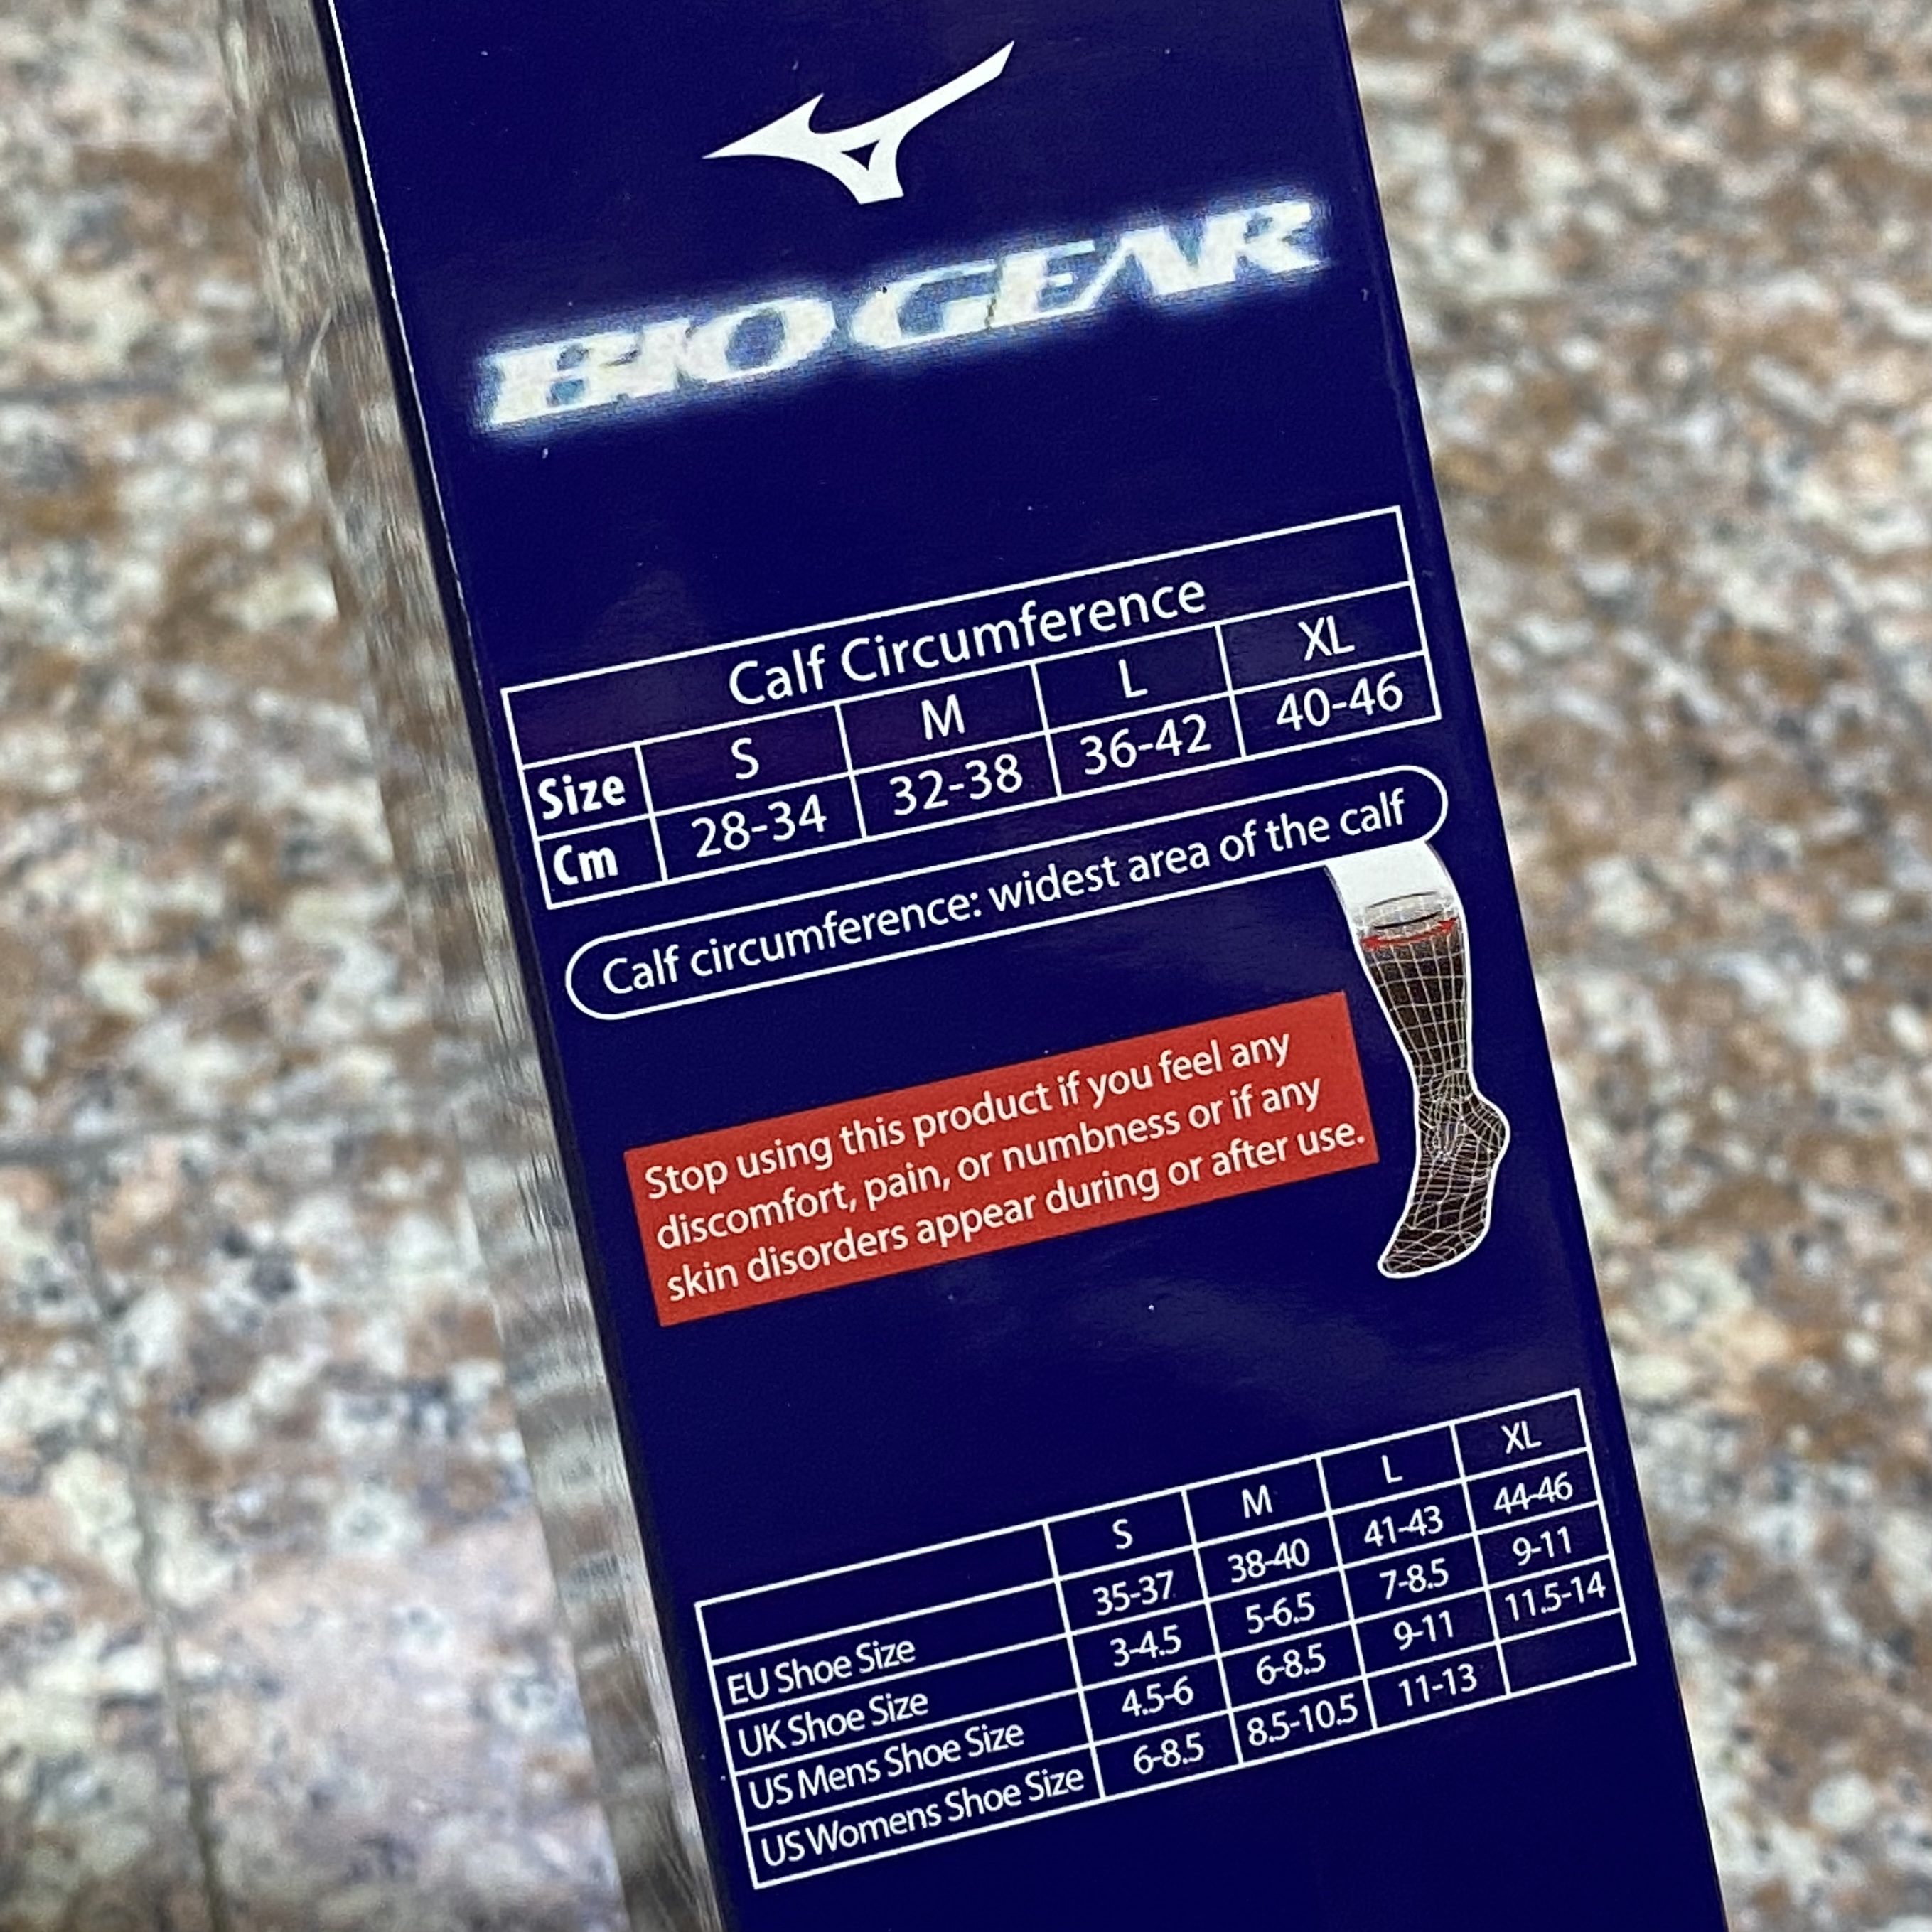 BIO GEAR
Calf Circumference
Size S M L XL
Cm 28-34 32-38 36-42 40-46
Calf circumference: widest area of the calf
Stop using this product if you feel any
discomfort, pain, or numbness or if any
skin disorders appear during or after use.
S M L XL
EU Shoe Size 35-37 38-40 41-43 44-46
UK Shoe Size 3-4.5 5-6.5 7-8.5 9-11
US Mens Shoe Size 4.5-6 6-8.5 9-11 11.5-14
US Womens Shoe Size 6-8.5 8.5-10.5 11-13